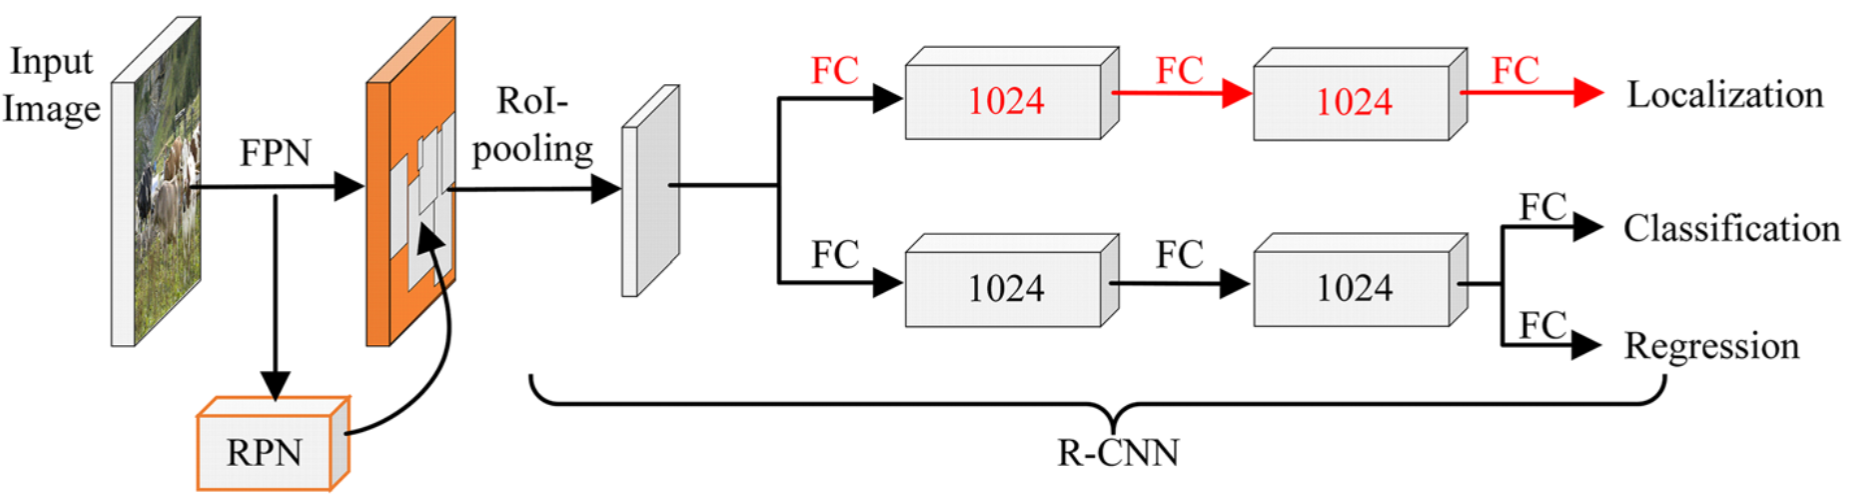 Input
Image
FPN
RPN
RoI-
pooling
FC
1024
FC
1024
FC
Localization
FC
1024
FC
1024
FC
Classification
FC
Regression
R-CNN